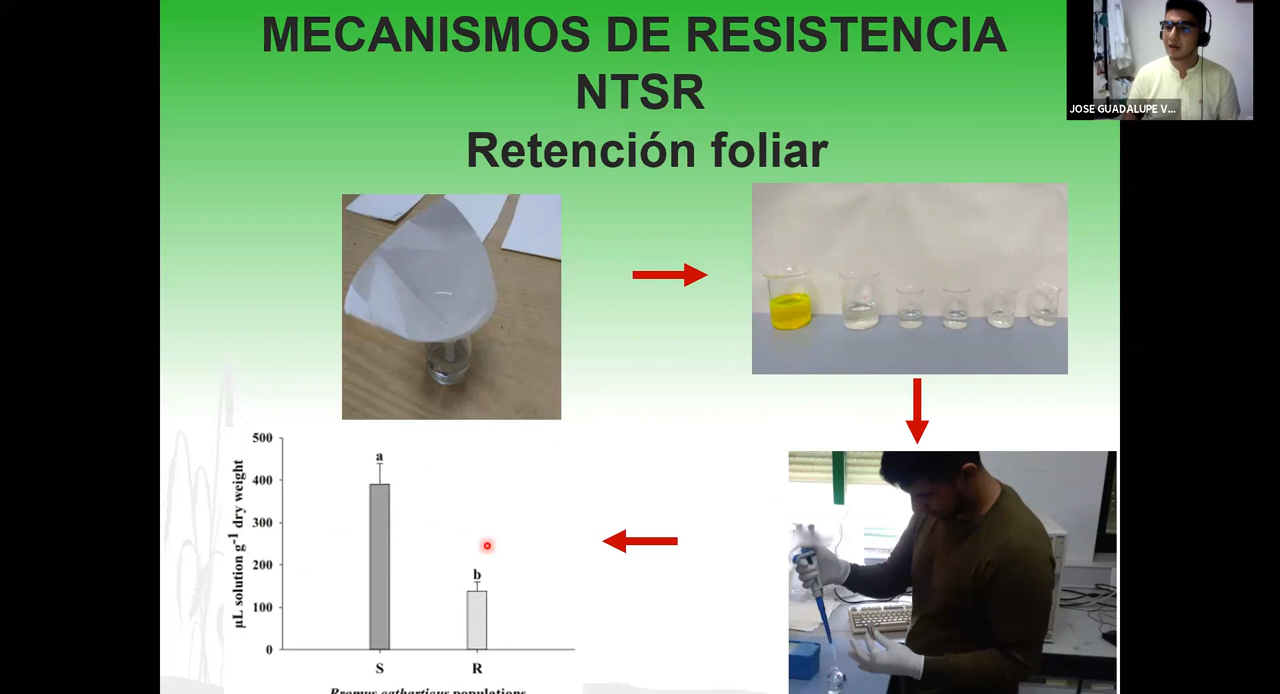 MECANISMOS DE RESISTENCIA
NTSR
Retención foliar
JOSE GUADALUPE V...
500
400
300
200
100
0
µL solution g-1 dry weight
a
b
S
R
Bromus catharticus populations